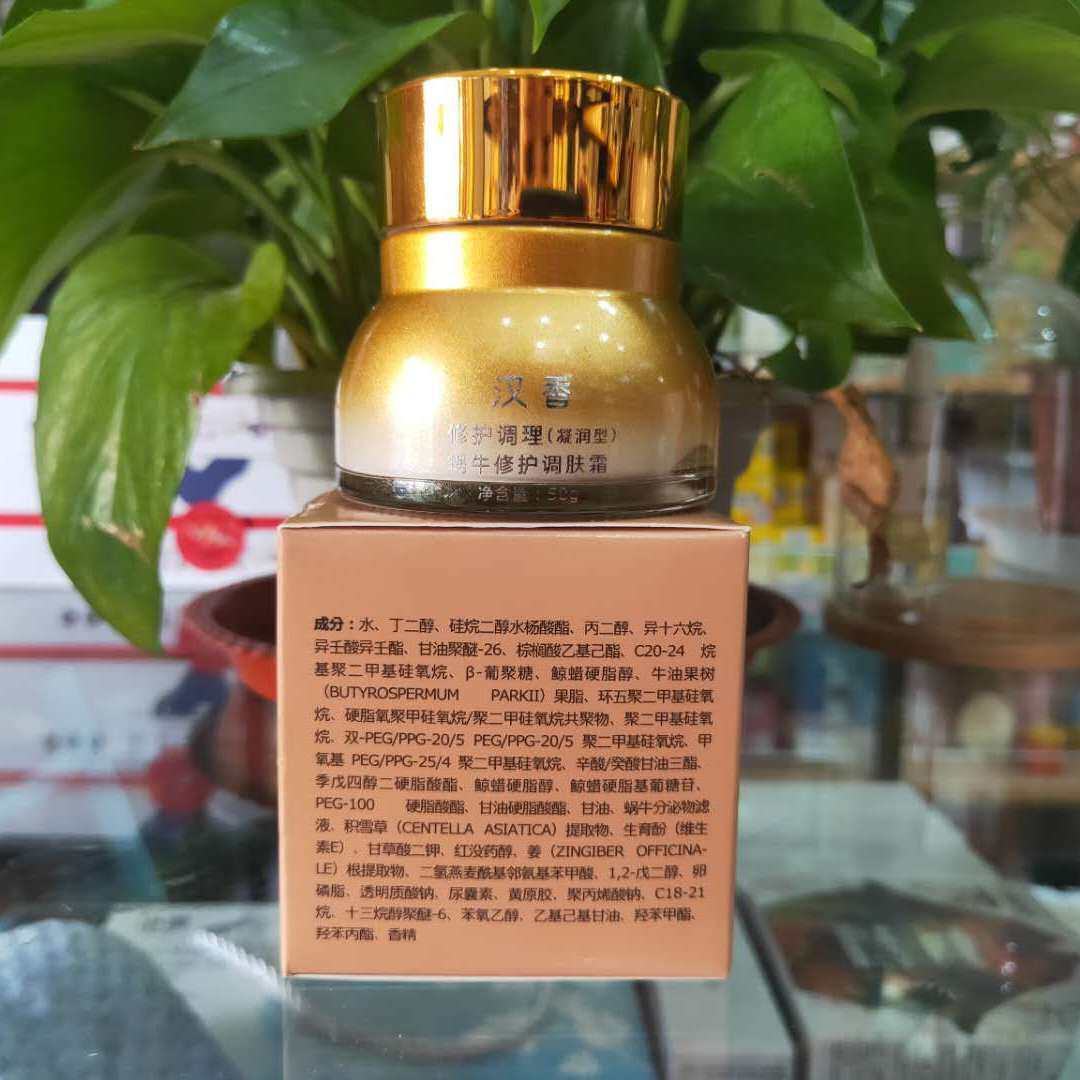 汉香
修护调理(凝润型)
蜗牛修护调肤霜
净含量:50g
成分:水、丁二醇、硅烷二醇水杨酸酯、丙二醇、异十六烷、
异壬酸异壬酯、甘油聚醚-26、棕榈酸乙基己酯、C20-24 烷
基聚二甲基硅氧烷、β-葡聚糖、鲸蜡硬脂醇、牛油果树
(BUTYROSPERMUM PARKII)果脂、环五聚二甲基硅氧
烷、硬脂氧聚甲硅氧烷/聚二甲硅氧烷共聚物、聚二甲基硅氧
烷、双-PEG/PPG-20/5 PEG/PPG-20/5 聚二甲基硅氧烷、甲
氧基 PEG/PPG-25/4 聚二甲基硅氧烷、辛酸/癸酸甘油三酯、
季戊四醇二硬脂酸酯、鲸蜡硬脂醇、鲸蜡硬脂基葡糖苷、
PEG-100 硬脂酸酯、甘油硬脂酸酯、甘油、蜗牛分泌物滤
液、积雪草(CENTELLA ASIATICA)提取物、生育酚(维生
素E)、甘草酸二钾、红没药醇、姜(ZINGIBER OFFICINA-
LE)根提取物、二氢燕麦酰基邻氨基苯甲酸、1,2-戊二醇、卵
磷脂、透明质酸钠、尿囊素、黄原胶、聚丙烯酸钠、C18-21
烷、十三烷醇聚醚-6、苯氧乙醇、乙基己基甘油、羟苯甲酯、
羟苯丙酯、香精